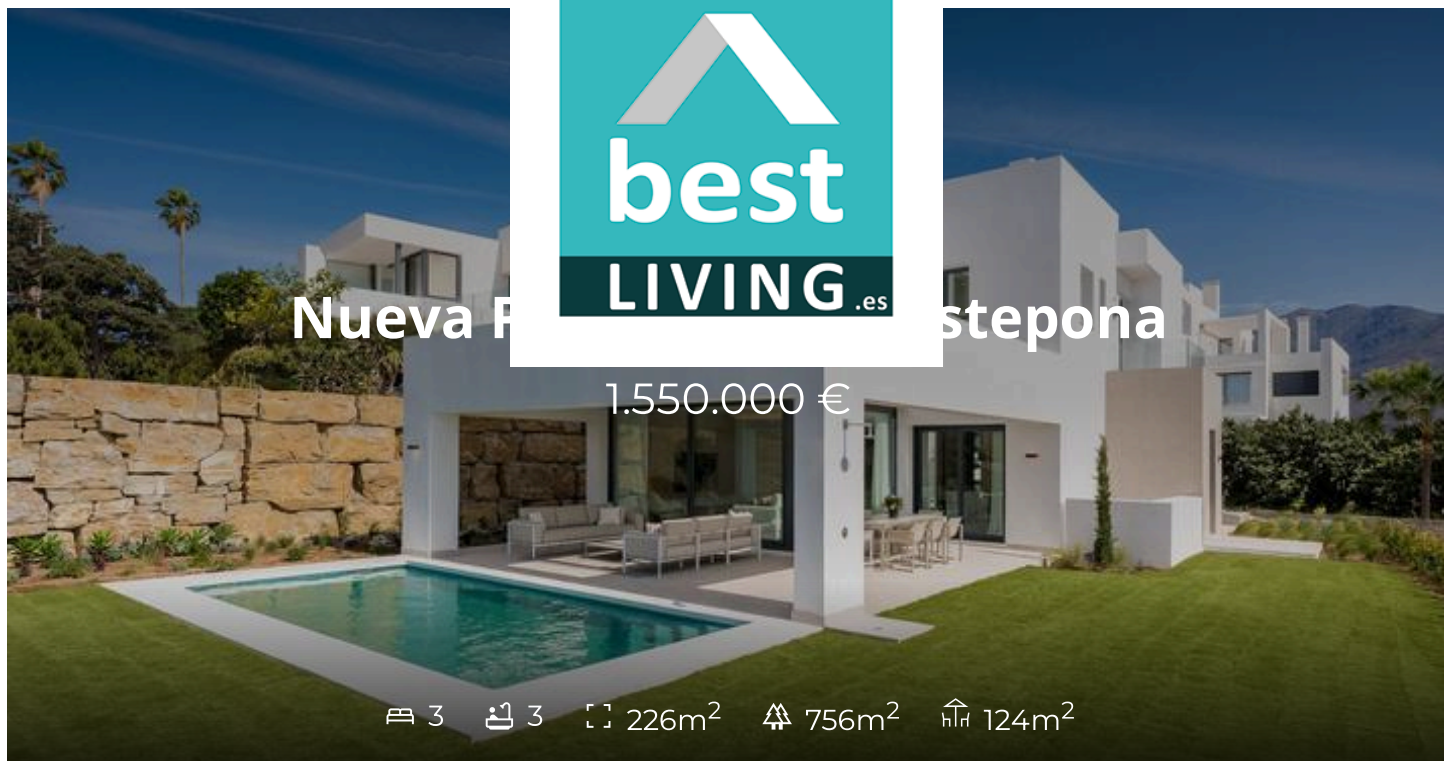 best
LIVING.es
Nueva stepona
1.550.000 €
3 3 226m² 756m² 124m²